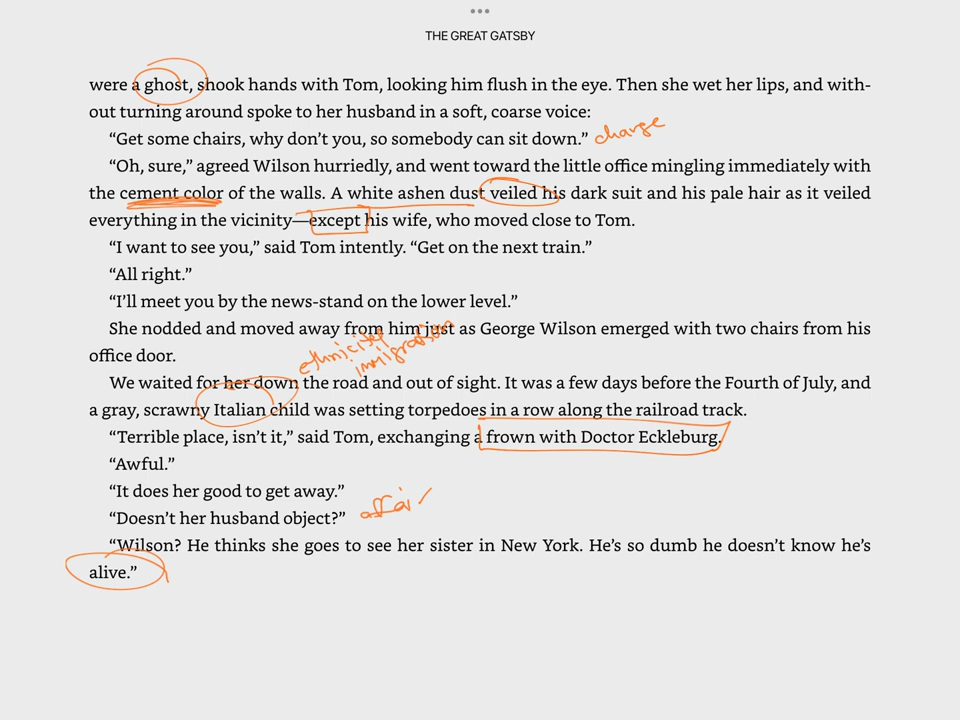 THE GREAT GATSBY
were a ghost, shook hands with Tom, looking him flush in the eye. Then she wet her lips, and with-
out turning around spoke to her husband in a soft, coarse voice:
“Get some chairs, why don’t you, so somebody can sit down.” charge
“Oh, sure,” agreed Wilson hurriedly, and went toward the little office mingling immediately with
the cement color of the walls. A white ashen dust veiled his dark suit and his pale hair as it veiled
everything in the vicinity—except his wife, who moved close to Tom.
“I want to see you,” said Tom intently. “Get on the next train.”
“All right.”
“I’ll meet you by the news-stand on the lower level.”
She nodded and moved away from him just as George Wilson emerged with two chairs from his
office door.
ethnicity
immigration
We waited for her down the road and out of sight. It was a few days before the Fourth of July, and
a gray, scrawny Italian child was setting torpedoes in a row along the railroad track.
“Terrible place, isn’t it,” said Tom, exchanging a frown with Doctor Eckleburg.
“Awful.”
“It does her good to get away.”
“Doesn’t her husband object?” affair
“Wilson? He thinks she goes to see her sister in New York. He’s so dumb he doesn’t know he’s
alive.”